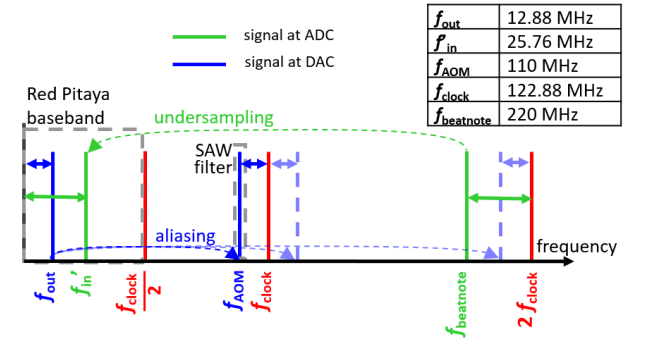 signal at ADC
signal at DAC
f_out 12.88 MHz
f'_in 25.76 MHz
f_AOM 110 MHz
f_clock 122.88 MHz
f_beatnote 220 MHz
Red Pitaya
baseband
undersampling
SAW
filter
aliasing
frequency
f_out
f_in'
f_clock
2
f_AOM
f_clock
f_beatnote
2 f_clock